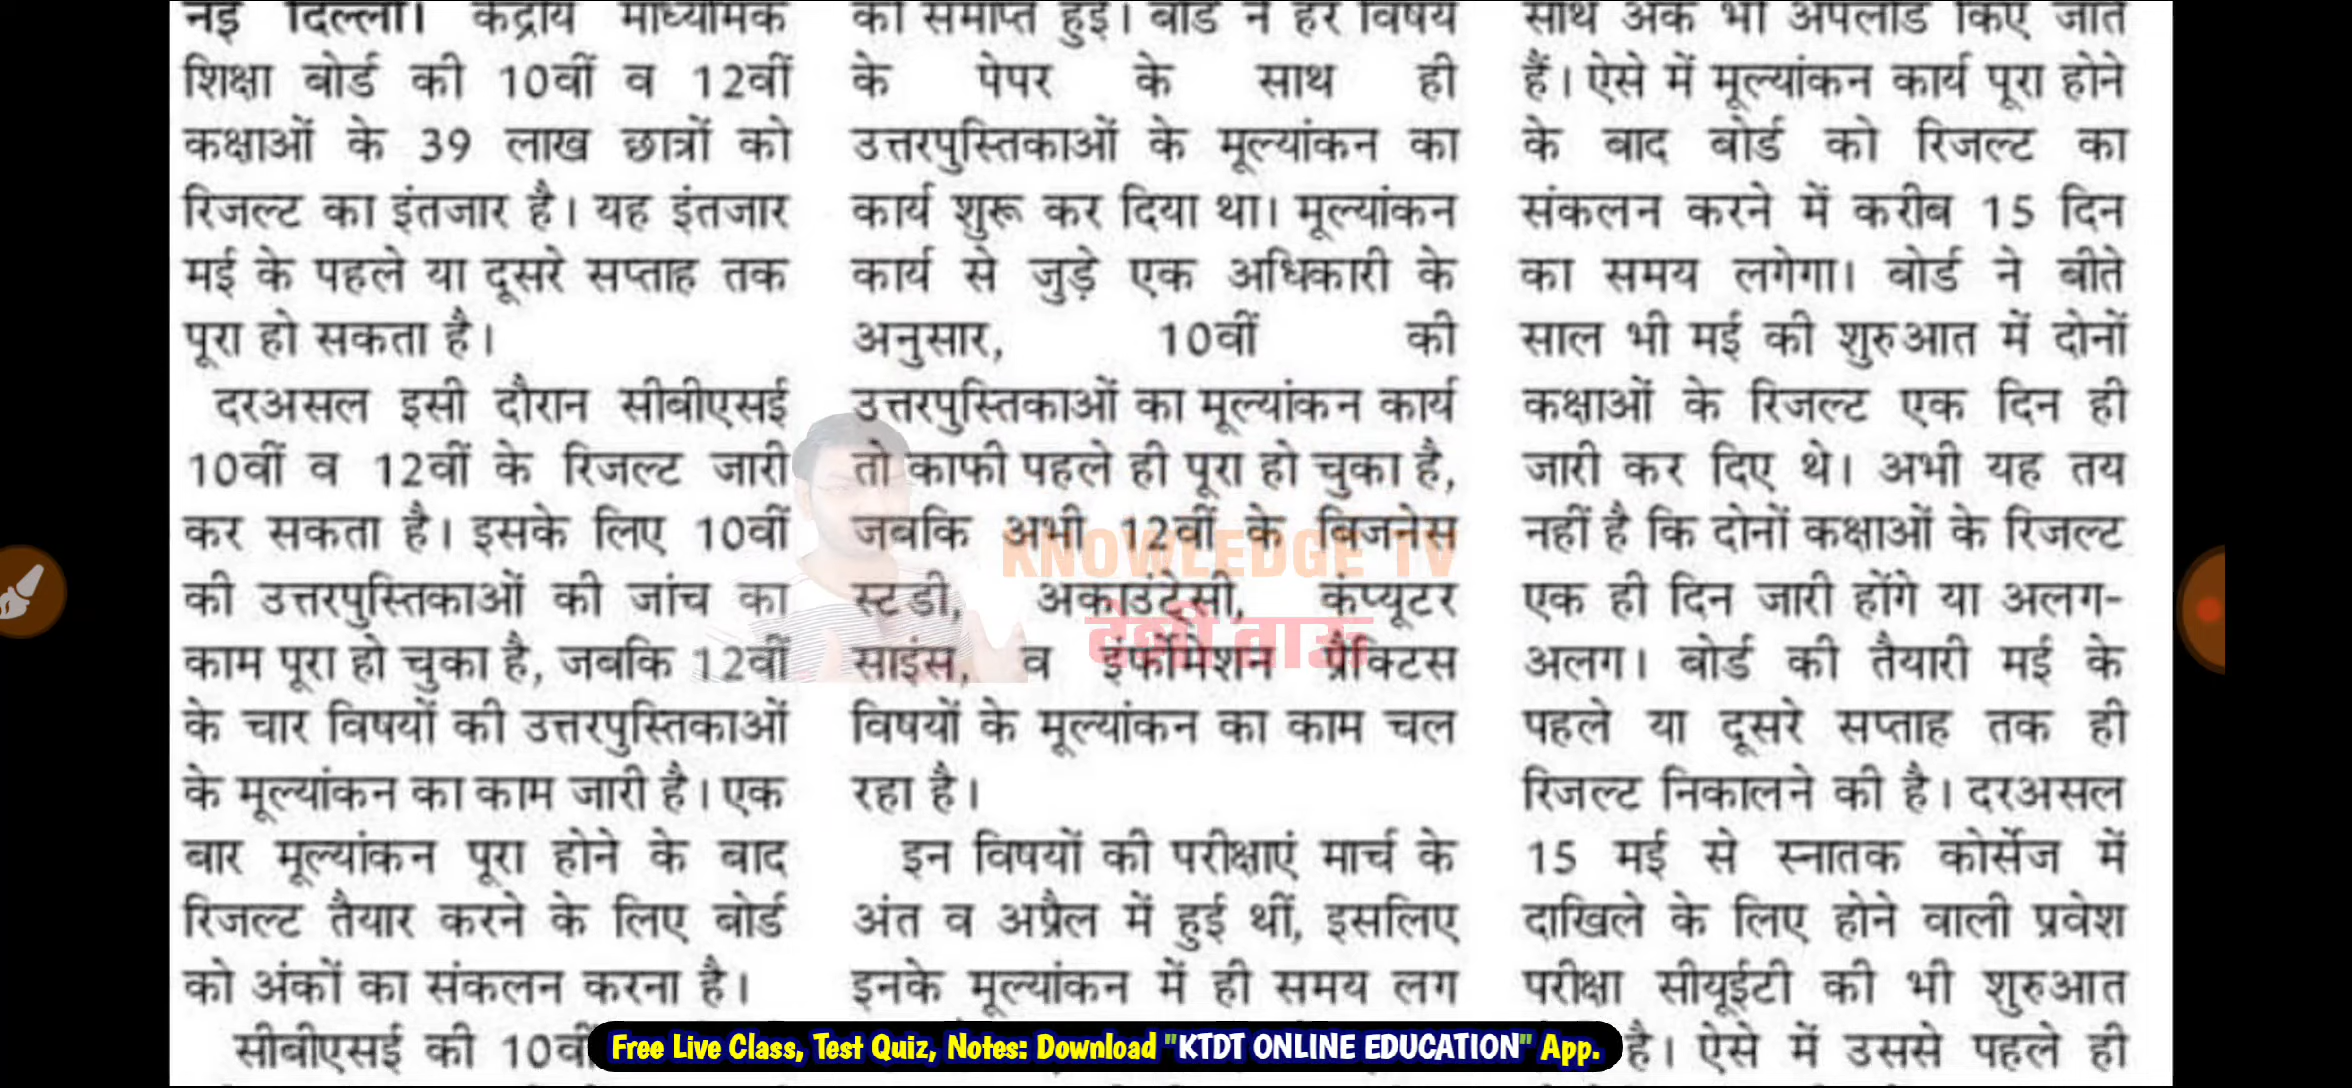 नई दिल्ली। केंद्रीय माध्यमिक
शिक्षा बोर्ड की 10वीं व 12वीं
कक्षाओं के 39 लाख छात्रों को
रिजल्ट का इंतजार है। यह इंतजार
मई के पहले या दूसरे सप्ताह तक
पूरा हो सकता है।
दरअसल इसी दौरान सीबीएसई
10वीं व 12वीं के रिजल्ट जारी
कर सकता है। इसके लिए 10वीं
की उत्तरपुस्तिकाओं की जांच का
काम पूरा हो चुका है, जबकि 12वीं
के चार विषयों की उत्तरपुस्तिकाओं
के मूल्यांकन का काम जारी है। एक
बार मूल्यांकन पूरा होने के बाद
रिजल्ट तैयार करने के लिए बोर्ड
को अंकों का संकलन करना है।
सीबीएसई की 10वीं
को समाप्त हुई। बोर्ड ने हर विषय
के पेपर के साथ ही
उत्तरपुस्तिकाओं के मूल्यांकन का
कार्य शुरू कर दिया था। मूल्यांकन
कार्य से जुड़े एक अधिकारी के
अनुसार, 10वीं की
उत्तरपुस्तिकाओं का मूल्यांकन कार्य
तो काफी पहले ही पूरा हो चुका है,
जबकि अभी 12वीं के बिजनेस
स्टडी, अकाउंटेंसी, कंप्यूटर
साइंस, व इंफॉर्मेशन प्रैक्टिस
विषयों के मूल्यांकन का काम चल
रहा है।
इन विषयों की परीक्षाएं मार्च के
अंत व अप्रैल में हुई थीं, इसलिए
इनके मूल्यांकन में ही समय लग
साथ अंक भी अपलोड किए जाते
हैं। ऐसे में मूल्यांकन कार्य पूरा होने
के बाद बोर्ड को रिजल्ट का
संकलन करने में करीब 15 दिन
का समय लगेगा। बोर्ड ने बीते
साल भी मई की शुरुआत में दोनों
कक्षाओं के रिजल्ट एक दिन ही
जारी कर दिए थे। अभी यह तय
नहीं है कि दोनों कक्षाओं के रिजल्ट
एक ही दिन जारी होंगे या अलग-
अलग। बोर्ड की तैयारी मई के
पहले या दूसरे सप्ताह तक ही
रिजल्ट निकालने की है। दरअसल
15 मई से स्नातक कोर्सेज में
दाखिले के लिए होने वाली प्रवेश
परीक्षा सीयूईटी की भी शुरुआत
है। ऐसे में उससे पहले ही
KNOWLEDGE TV
देशी ताऊ
Free Live Class, Test Quiz, Notes: Download "KTDT ONLINE EDUCATION" App.